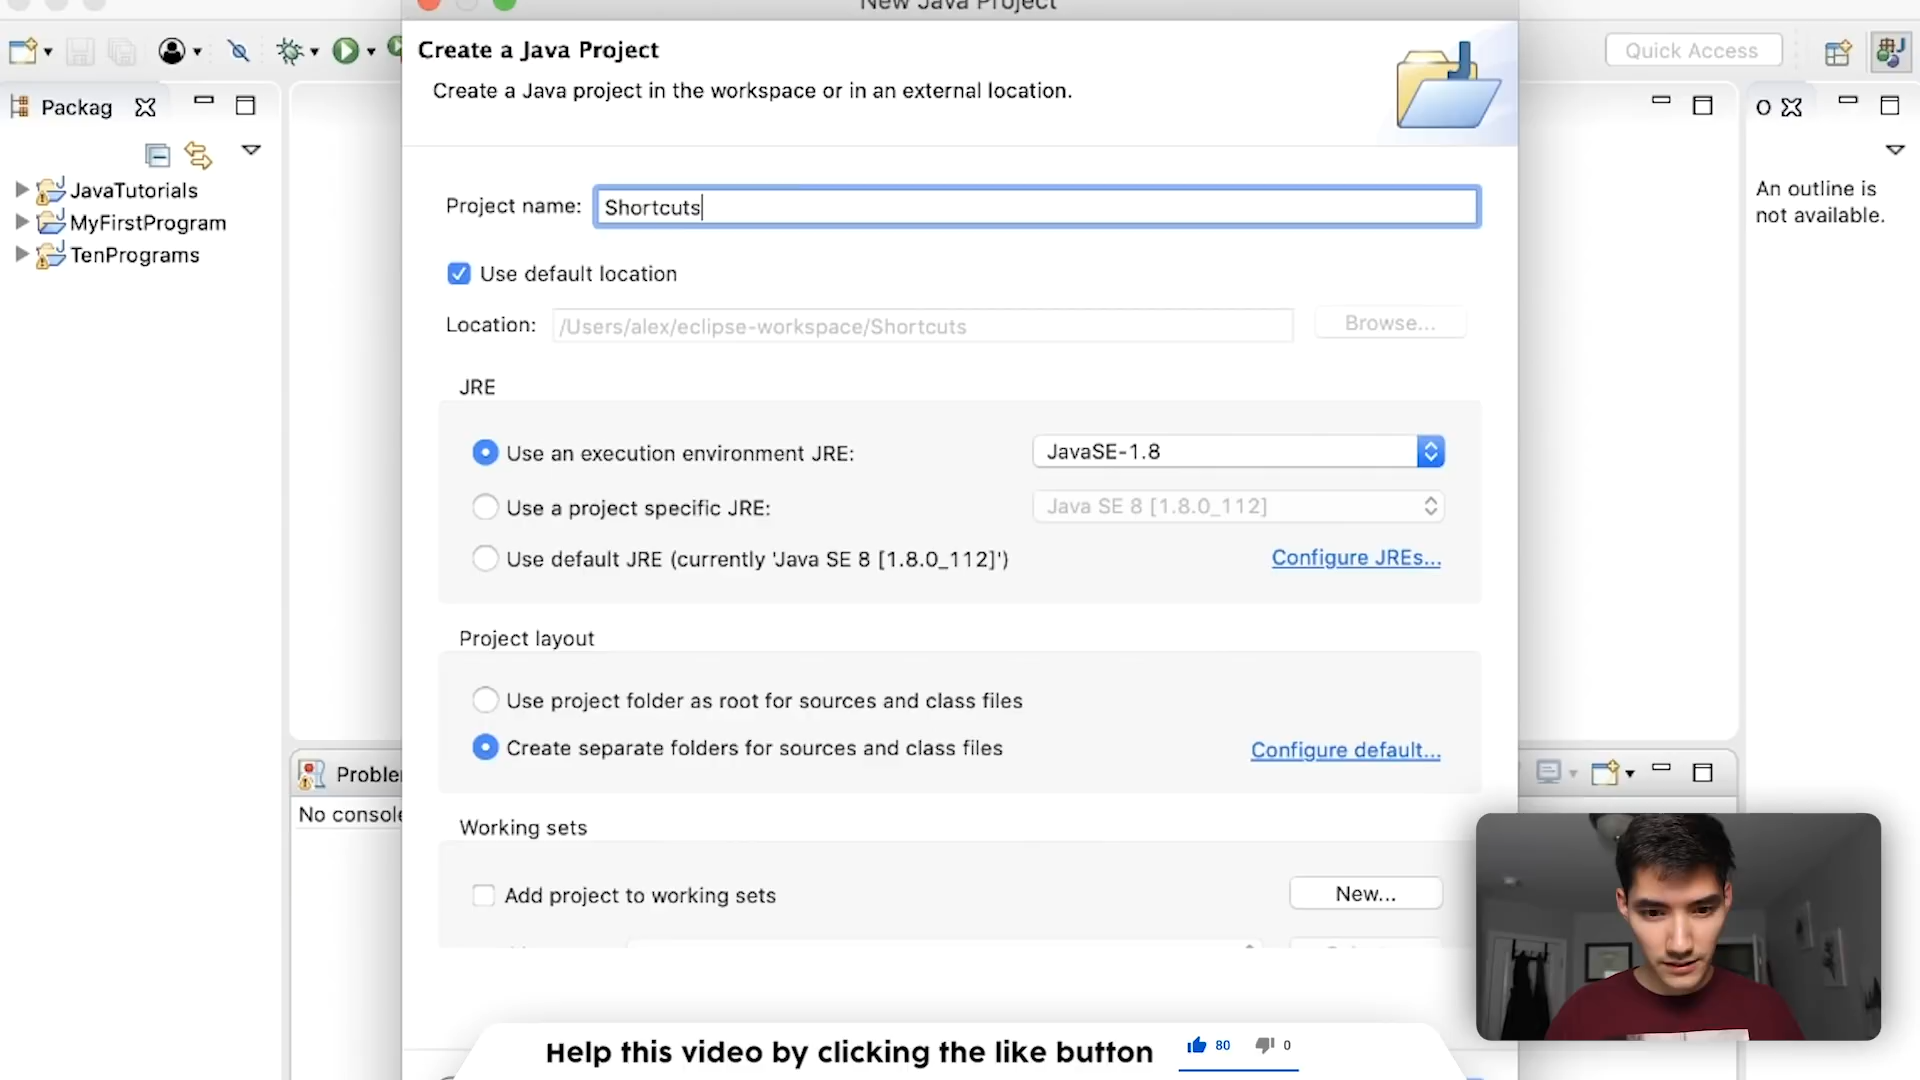 New Java Project
Create a Java Project
Create a Java project in the workspace or in an external location.
Quick Access
Packag
JavaTutorials
MyFirstProgram
TenPrograms
Project name:
Shortcuts
Use default location
Location:
/Users/alex/eclipse-workspace/Shortcuts
Browse...
JRE
Use an execution environment JRE:
JavaSE-1.8
Use a project specific JRE:
Java SE 8 [1.8.0_112]
Use default JRE (currently 'Java SE 8 [1.8.0_112]')
Configure JREs...
Project layout
Use project folder as root for sources and class files
Create separate folders for sources and class files
Configure default...
Working sets
Add project to working sets
New...
O
An outline is
not available.
Proble
No console
Help this video by clicking the like button
80
0